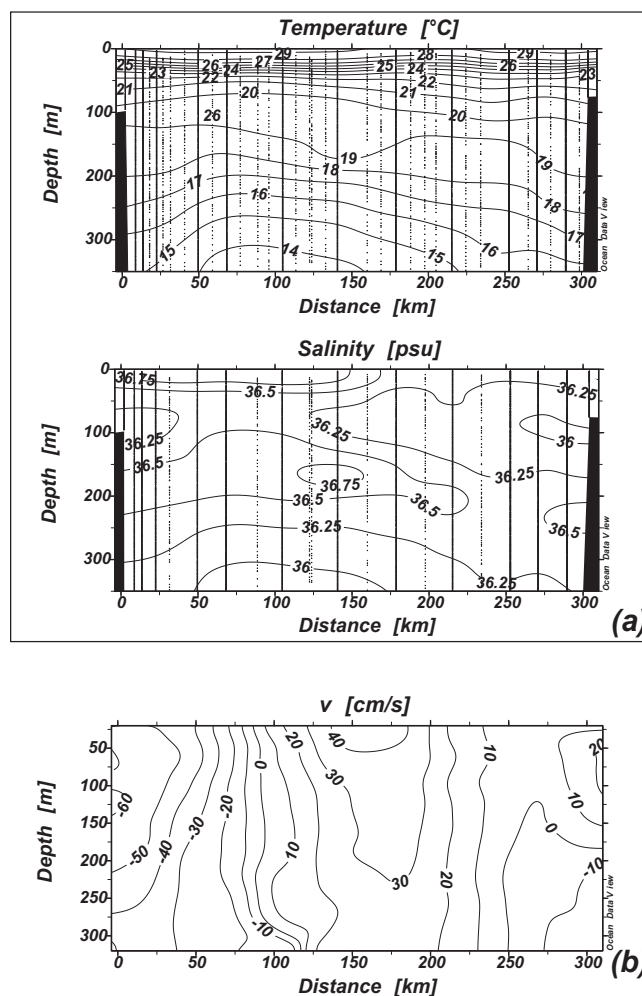 Temperature [°C]
29 28 29
25 26 27 25 24 26
23 24 22 23
21 22 20 21 20
26
19 19
18
17 18
16 17
15 16
14 15
0
100
200
300
Depth [m]
0 50 100 150 200 250 300
Distance [km]
Ocean Data View
Salinity [psu]
36.75 36.25
36.5
36.25 36.25 36
36.5 36.25
36.75
36.5 36.5 36.5
36.25
36 36.25
0
100
200
300
Depth [m]
0 50 100 150 200 250 300
Distance [km]
Ocean Data View
(a)
v [cm/s]
20 40 10 20
0
-60 -20 30 10
-30 0
-50 -40 10
30 20 -10
-10
50
100
150
200
250
300
Depth [m]
0 50 100 150 200 250 300
Distance [km]
Ocean Data View
(b)